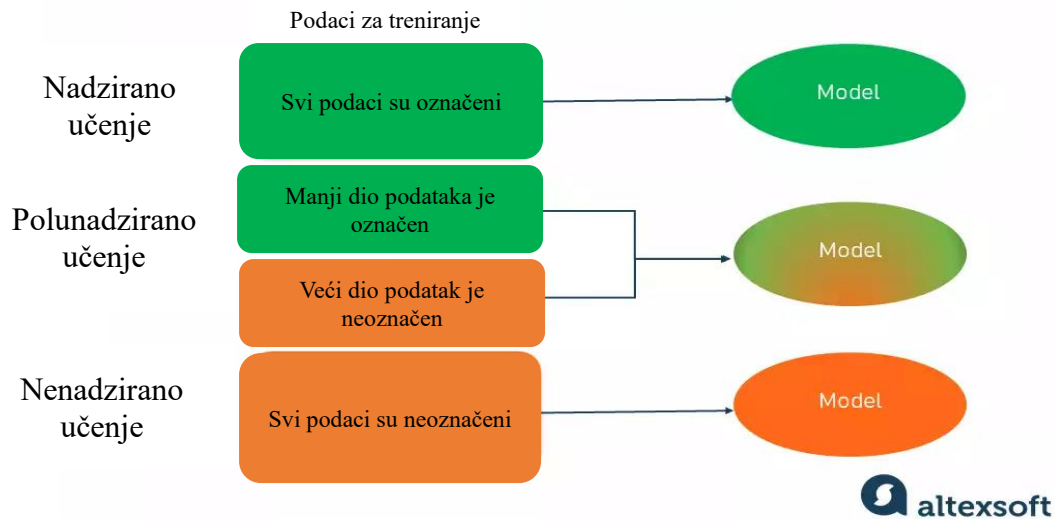 Podaci za treniranje
Nadzirano
učenje
Svi podaci su označeni
Model
Polunadzirano
učenje
Manji dio podataka je
označen
Veći dio podatak je
neoznačen
Model
Nenadzirano
učenje
Svi podaci su neoznačeni
Model
altexsoft